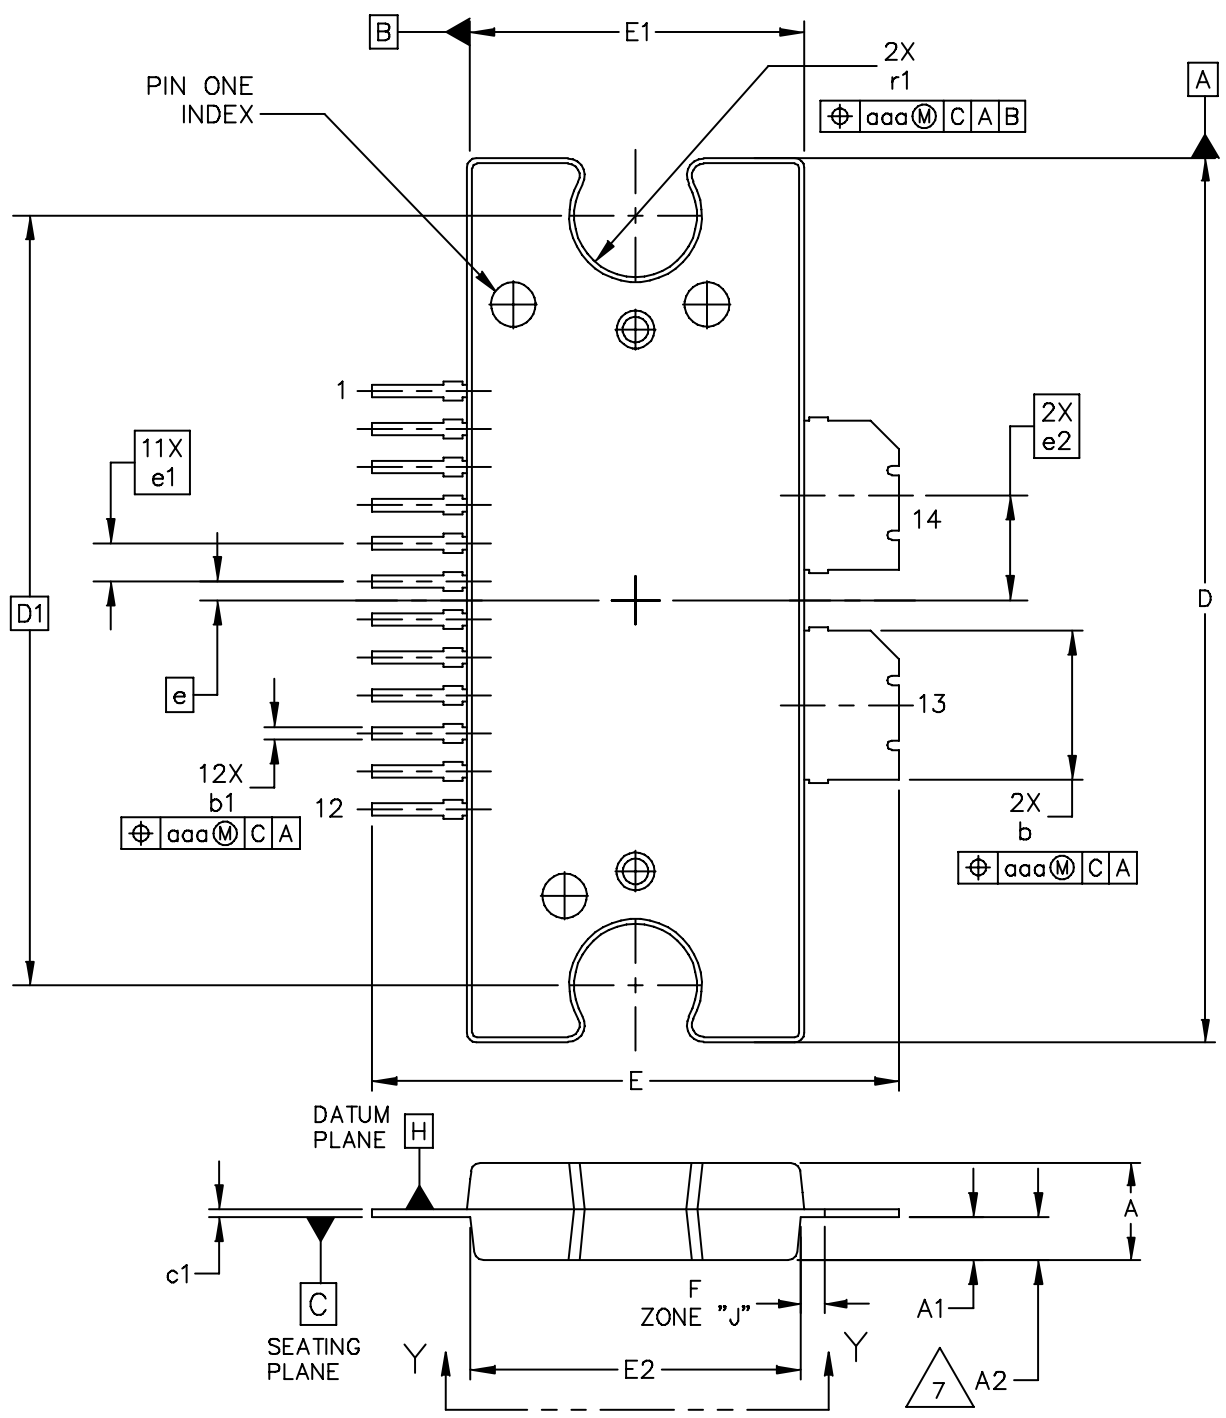 B
E1
2X
r1
⌖ aaa Ⓜ C A B
A
PIN ONE
INDEX
1
11X
e1
2X
e2
14
D1
D
e
13
12X
b1
⌖ aaa Ⓜ C A
12
2X
b
⌖ aaa Ⓜ C A
E
DATUM
PLANE
H
A
c1
C
SEATING
PLANE
F
ZONE "J"
A1
Y
Y
E2
7
A2